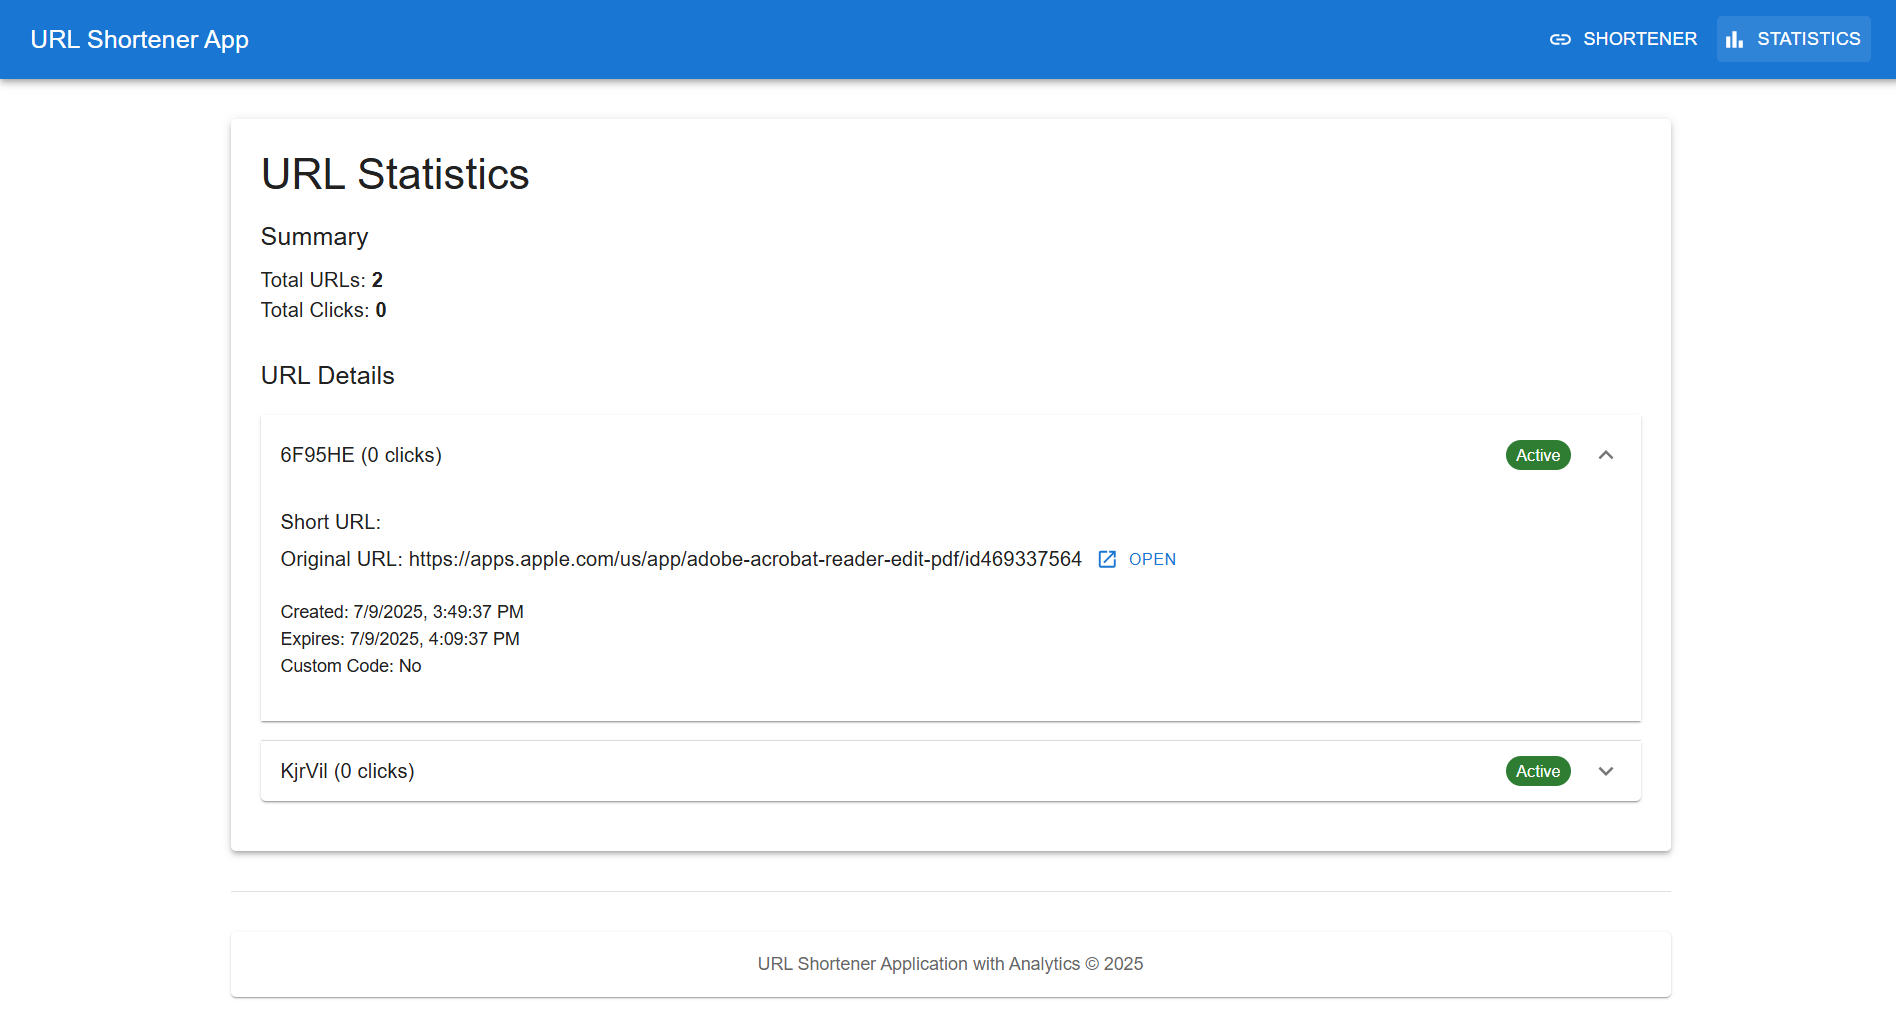 URL Shortener App
SHORTENER
STATISTICS
URL Statistics
Summary
Total URLs: 2
Total Clicks: 0
URL Details
6F95HE (0 clicks)
Active
Short URL:
Original URL: https://apps.apple.com/us/app/adobe-acrobat-reader-edit-pdf/id469337564
OPEN
Created: 7/9/2025, 3:49:37 PM
Expires: 7/9/2025, 4:09:37 PM
Custom Code: No
KjrVil (0 clicks)
Active
URL Shortener Application with Analytics © 2025